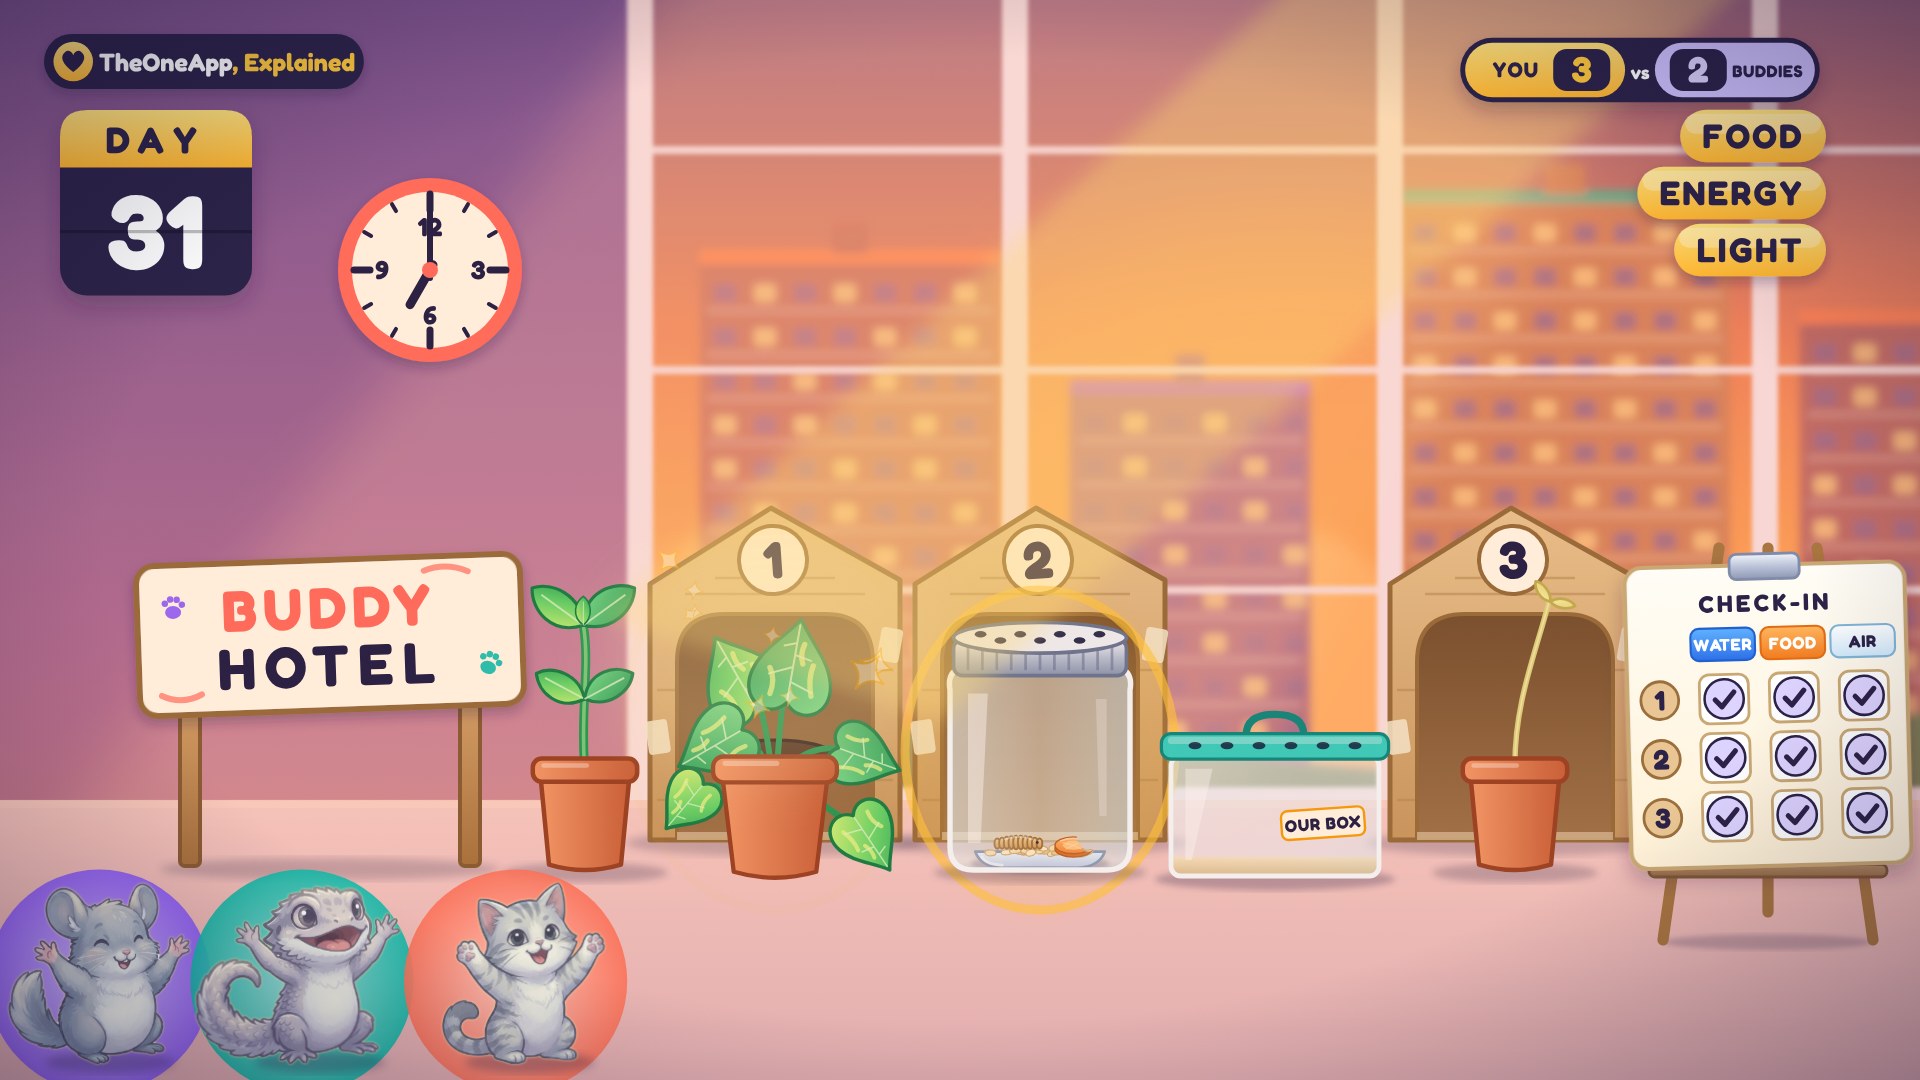 TheOneApp, Explained
YOU 3 vs 2 BUDDIES
DAY
31
FOOD
ENERGY
LIGHT
12
9 3
6
1 2 3
BUDDY
HOTEL
CHECK-IN
WATER FOOD AIR
1
2
3
OUR BOX